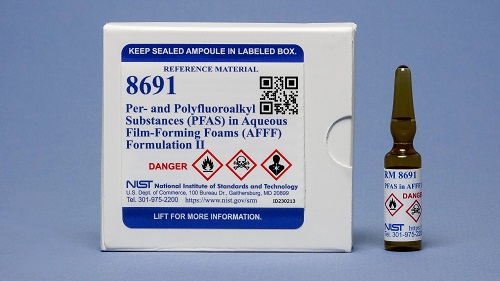 KEEP SEALED AMPOULE IN LABELED BOX.
REFERENCE MATERIAL
8691
Per- and Polyfluoroalkyl
Substances (PFAS) in Aqueous
Film-Forming Foams (AFFF)
Formulation II
DANGER
NIST National Institute of Standards and Technology
U.S. Dept. of Commerce, 100 Bureau Dr., Gaithersburg, MD 20899
Tel. 301-975-2200 https://www.nist.gov/srm ID230213
LIFT FOR MORE INFORMATION.
RM 8691
PFAS in AFFF
DANGER
NIST
Tel. 301-975-22